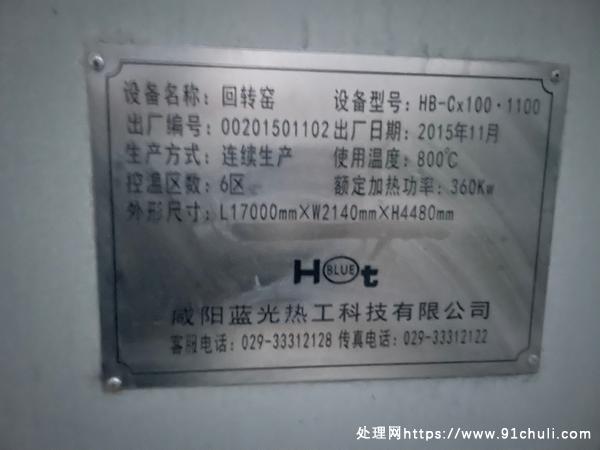 设备名称：回转窑 设备型号：HB-Cx100·1100
出厂编号：00201501102 出厂日期：2015年11月
生产方式：连续生产 使用温度：800℃
控温区数：6区 额定加热功率：360Kw
外形尺寸：L17000mm×W2140mm×H4480mm
HOt
BLUE
咸阳蓝光热工科技有限公司
客服电话：029-33312128 传真电话：029-33312122
处理网https://www.91chuli.com/